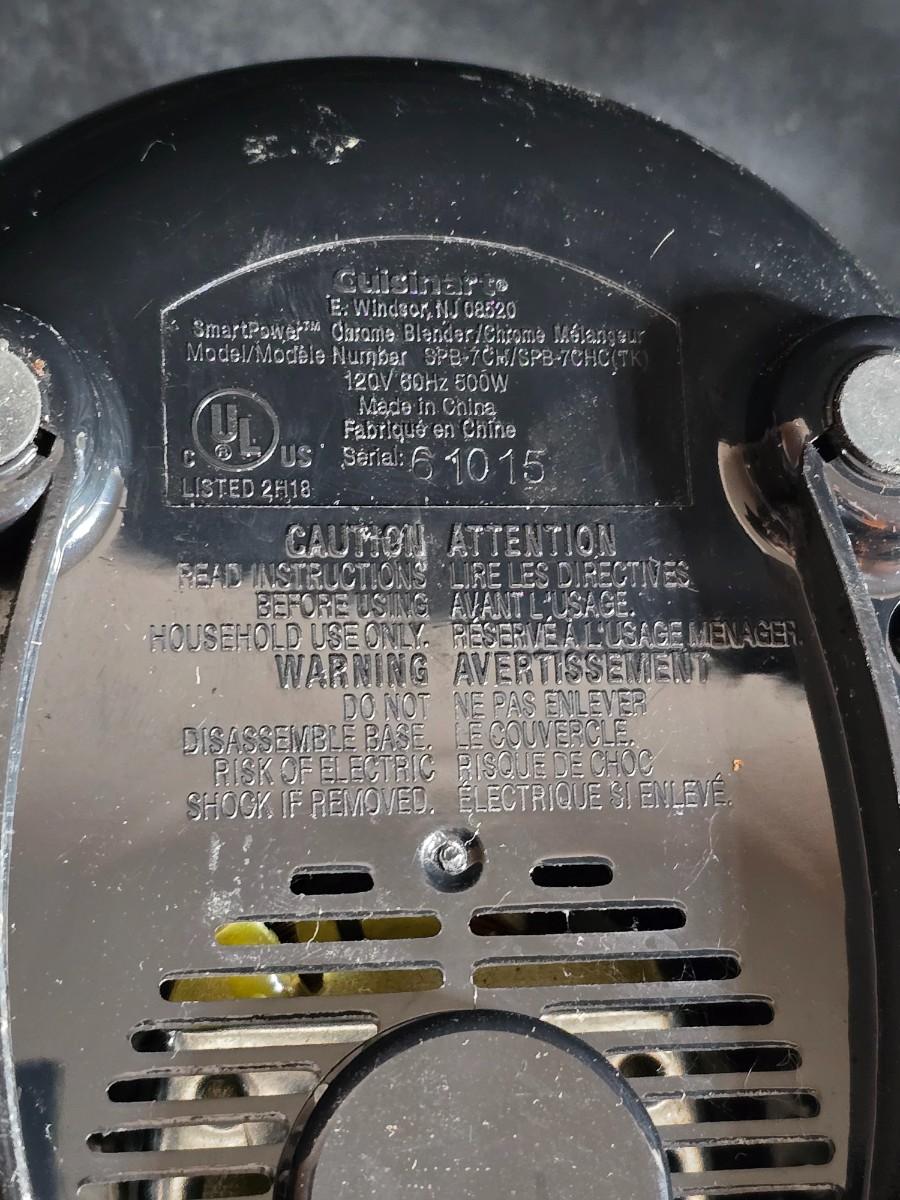 Cuisinart®
E. Windsor, NJ 08520
SmartPower™ Chrome Blender/Chrome Mélangeur
Model/Modèle Number SPB-7CH/SPB-7CHC(TK)
120V 60Hz 500W
Made in China
Fabriqué en Chine
Serial: 61015
C UL® US
LISTED 2H18
CAUTION
READ INSTRUCTIONS
BEFORE USING
HOUSEHOLD USE ONLY.
WARNING
DO NOT
DISASSEMBLE BASE.
RISK OF ELECTRIC
SHOCK IF REMOVED.
ATTENTION
LIRE LES DIRECTIVES
AVANT L'USAGE.
RÉSERVÉ À L'USAGE MÉNAGER.
AVERTISSEMENT
NE PAS ENLEVER
LE COUVERCLE.
RISQUE DE CHOC
ÉLECTRIQUE SI ENLEVÉ.